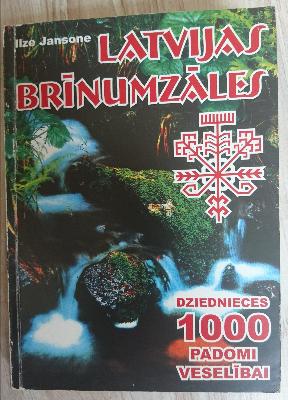 Ilze Jansone
LATVIJAS
BRĪNUMZĀLES
DZIEDNIECES
1000
PADOMI
VESELĪBAI